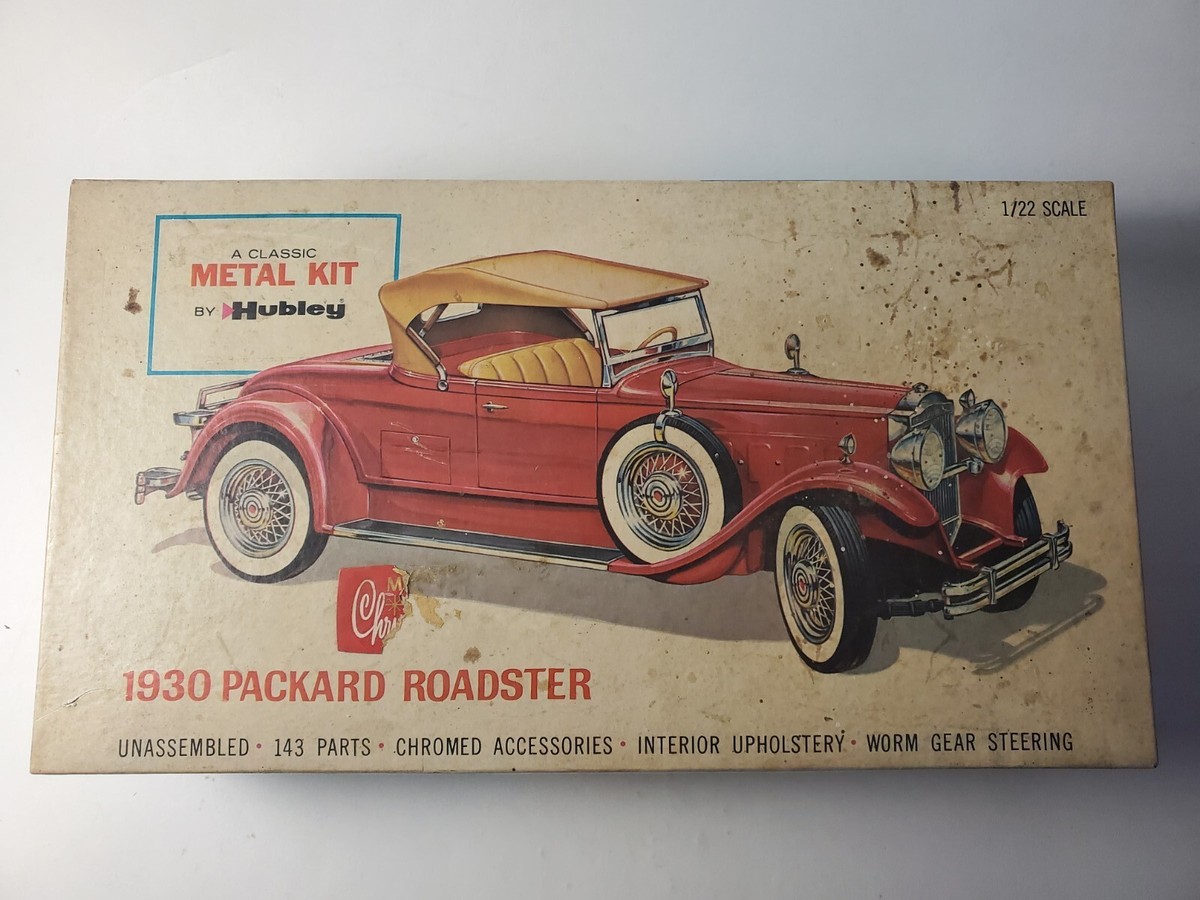 1/22 SCALE
A CLASSIC
METAL KIT
BY Hubley®
1930 PACKARD ROADSTER
UNASSEMBLED • 143 PARTS • CHROMED ACCESSORIES • INTERIOR UPHOLSTERY • WORM GEAR STEERING